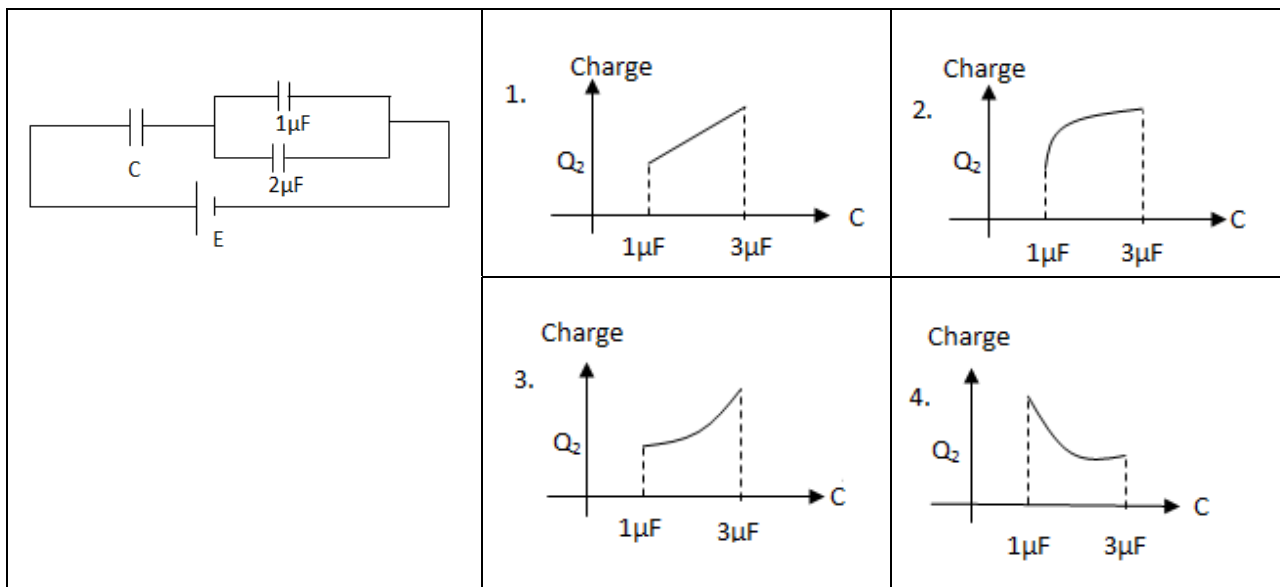 1μF
C
2μF
E
1.
Charge
Q₂
C
1μF
3μF
2.
Charge
Q₂
C
1μF
3μF
3.
Charge
Q₂
C
1μF
3μF
4.
Charge
Q₂
C
1μF
3μF